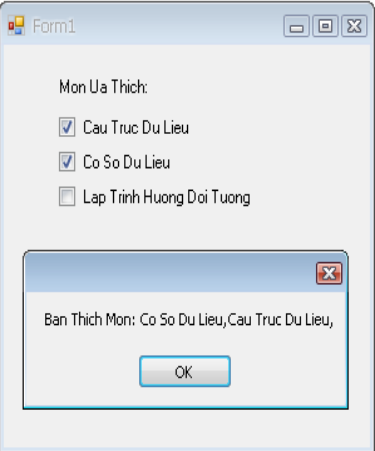 Form1
Mon Ua Thich:
Cau Truc Du Lieu
Co So Du Lieu
Lap Trinh Huong Doi Tuong
Ban Thich Mon: Co So Du Lieu,Cau Truc Du Lieu,
OK